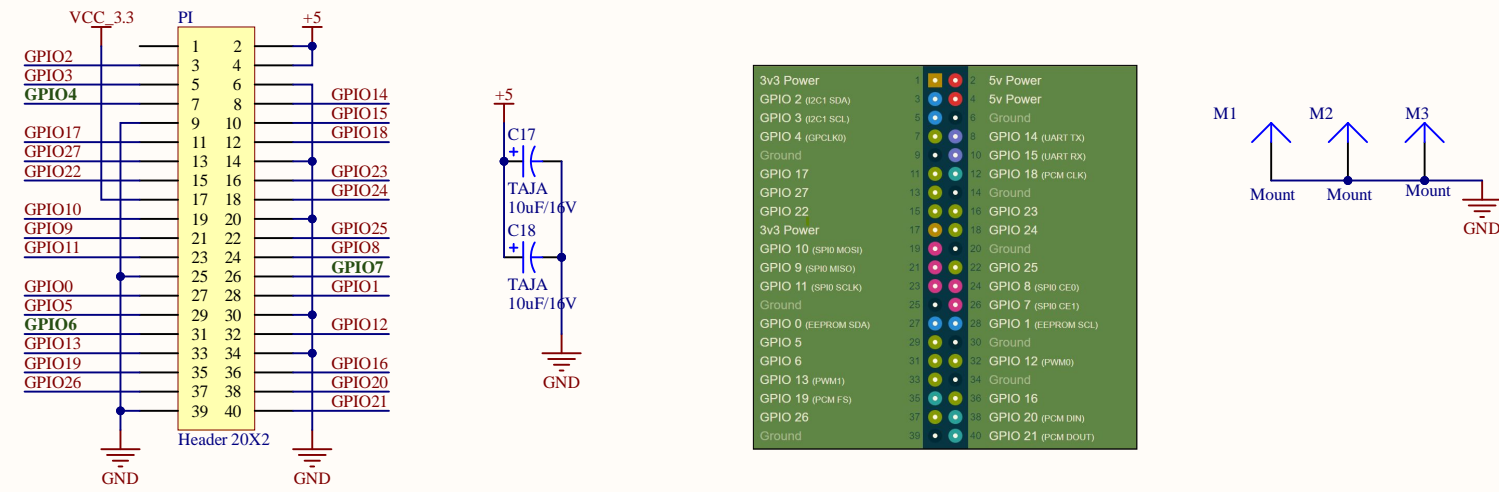 VCC_3.3 PI +5
1 2
GPIO2 3 4
GPIO3 5 6
GPIO4 7 8 GPIO14
9 10 GPIO15
GPIO17 11 12 GPIO18
GPIO27 13 14
GPIO22 15 16 GPIO23
17 18 GPIO24
GPIO10 19 20
GPIO9 21 22 GPIO25
GPIO11 23 24 GPIO8
25 26 GPIO7
GPIO0 27 28 GPIO1
GPIO5 29 30
GPIO6 31 32 GPIO12
GPIO13 33 34
GPIO19 35 36 GPIO16
GPIO26 37 38 GPIO20
39 40 GPIO21
Header 20X2
GND GND
+5
C17
+
TAJA
10uF/16V
C18
+
TAJA
10uF/16V
GND
3v3 Power 1 2 5v Power
GPIO 2 (I2C1 SDA) 3 4 5v Power
GPIO 3 (I2C1 SCL) 5 6 Ground
GPIO 4 (GPCLK0) 7 8 GPIO 14 (UART TX)
Ground 9 10 GPIO 15 (UART RX)
GPIO 17 11 12 GPIO 18 (PCM CLK)
GPIO 27 13 14 Ground
GPIO 22 15 16 GPIO 23
3v3 Power 17 18 GPIO 24
GPIO 10 (SPI0 MOSI) 19 20 Ground
GPIO 9 (SPI0 MISO) 21 22 GPIO 25
GPIO 11 (SPI0 SCLK) 23 24 GPIO 8 (SPI0 CE0)
Ground 25 26 GPIO 7 (SPI0 CE1)
GPIO 0 (EEPROM SDA) 27 28 GPIO 1 (EEPROM SCL)
GPIO 5 29 30 Ground
GPIO 6 31 32 GPIO 12 (PWM0)
GPIO 13 (PWM1) 33 34 Ground
GPIO 19 (PCM FS) 35 36 GPIO 16
GPIO 26 37 38 GPIO 20 (PCM DIN)
Ground 39 40 GPIO 21 (PCM DOUT)
M1 M2 M3
Mount Mount Mount
GND